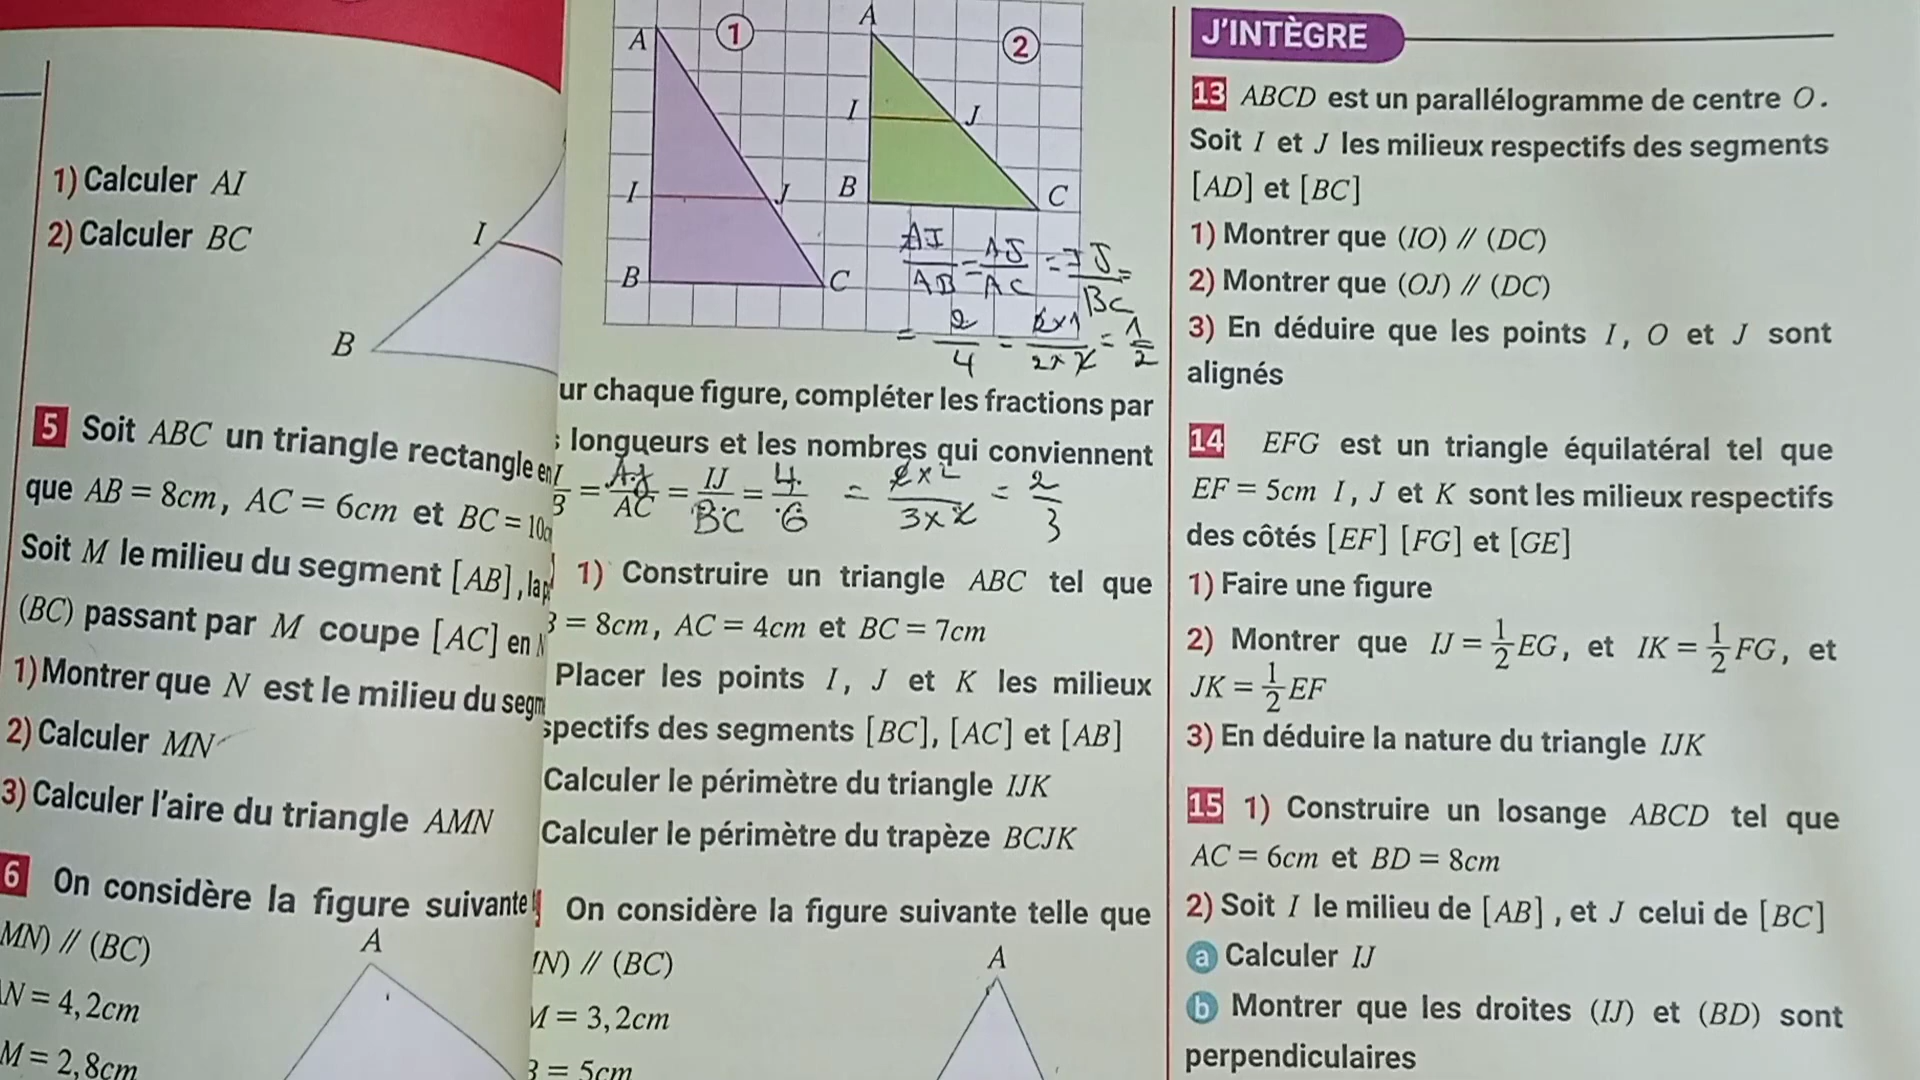 1) Calculer AI
2) Calculer BC
I
B
5 Soit ABC un triangle rectangle en
que AB = 8cm, AC = 6cm et BC = 10c
Soit M le milieu du segment [AB], la p
(BC) passant par M coupe [AC] en N
1) Montrer que N est le milieu du segm
2) Calculer MN
3) Calculer l'aire du triangle AMN
6 On considère la figure suivante
MN) // (BC)
N = 4,2cm
M = 2,8cm
A
A 1
I J
B C
A 2
I J
B C
AI/AB = AJ/AC = IJ/BC =
= 2/4 = 2x1/2x2 = 1/2
ur chaque figure, compléter les fractions par
s longueurs et les nombres qui conviennent
I/B = AJ/AC = IJ/BC = 4/6 = 2x2/3x2 = 2/3
1) Construire un triangle ABC tel que
B = 8cm, AC = 4cm et BC = 7cm
Placer les points I, J et K les milieux
spectifs des segments [BC], [AC] et [AB]
Calculer le périmètre du triangle IJK
Calculer le périmètre du trapèze BCJK
On considère la figure suivante telle que
N) // (BC)
M = 3,2cm
B = 5cm
A
J'INTÈGRE
13 ABCD est un parallélogramme de centre O.
Soit I et J les milieux respectifs des segments
[AD] et [BC]
1) Montrer que (IO) // (DC)
2) Montrer que (OJ) // (DC)
3) En déduire que les points I, O et J sont
alignés
14 EFG est un triangle équilatéral tel que
EF = 5cm I, J et K sont les milieux respectifs
des côtés [EF] [FG] et [GE]
1) Faire une figure
2) Montrer que IJ = 1/2 EG, et IK = 1/2 FG, et
JK = 1/2 EF
3) En déduire la nature du triangle IJK
15 1) Construire un losange ABCD tel que
AC = 6cm et BD = 8cm
2) Soit I le milieu de [AB], et J celui de [BC]
a Calculer IJ
b Montrer que les droites (IJ) et (BD) sont
perpendiculaires